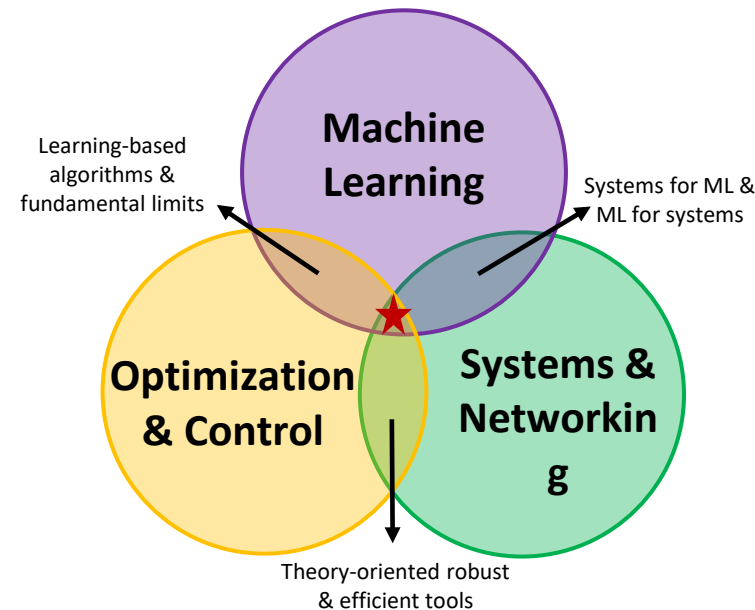 Machine
Learning
Learning-based
algorithms &
fundamental limits
Systems for ML &
ML for systems
Optimization
& Control
Systems &
Networkin
g
Theory-oriented robust
& efficient tools